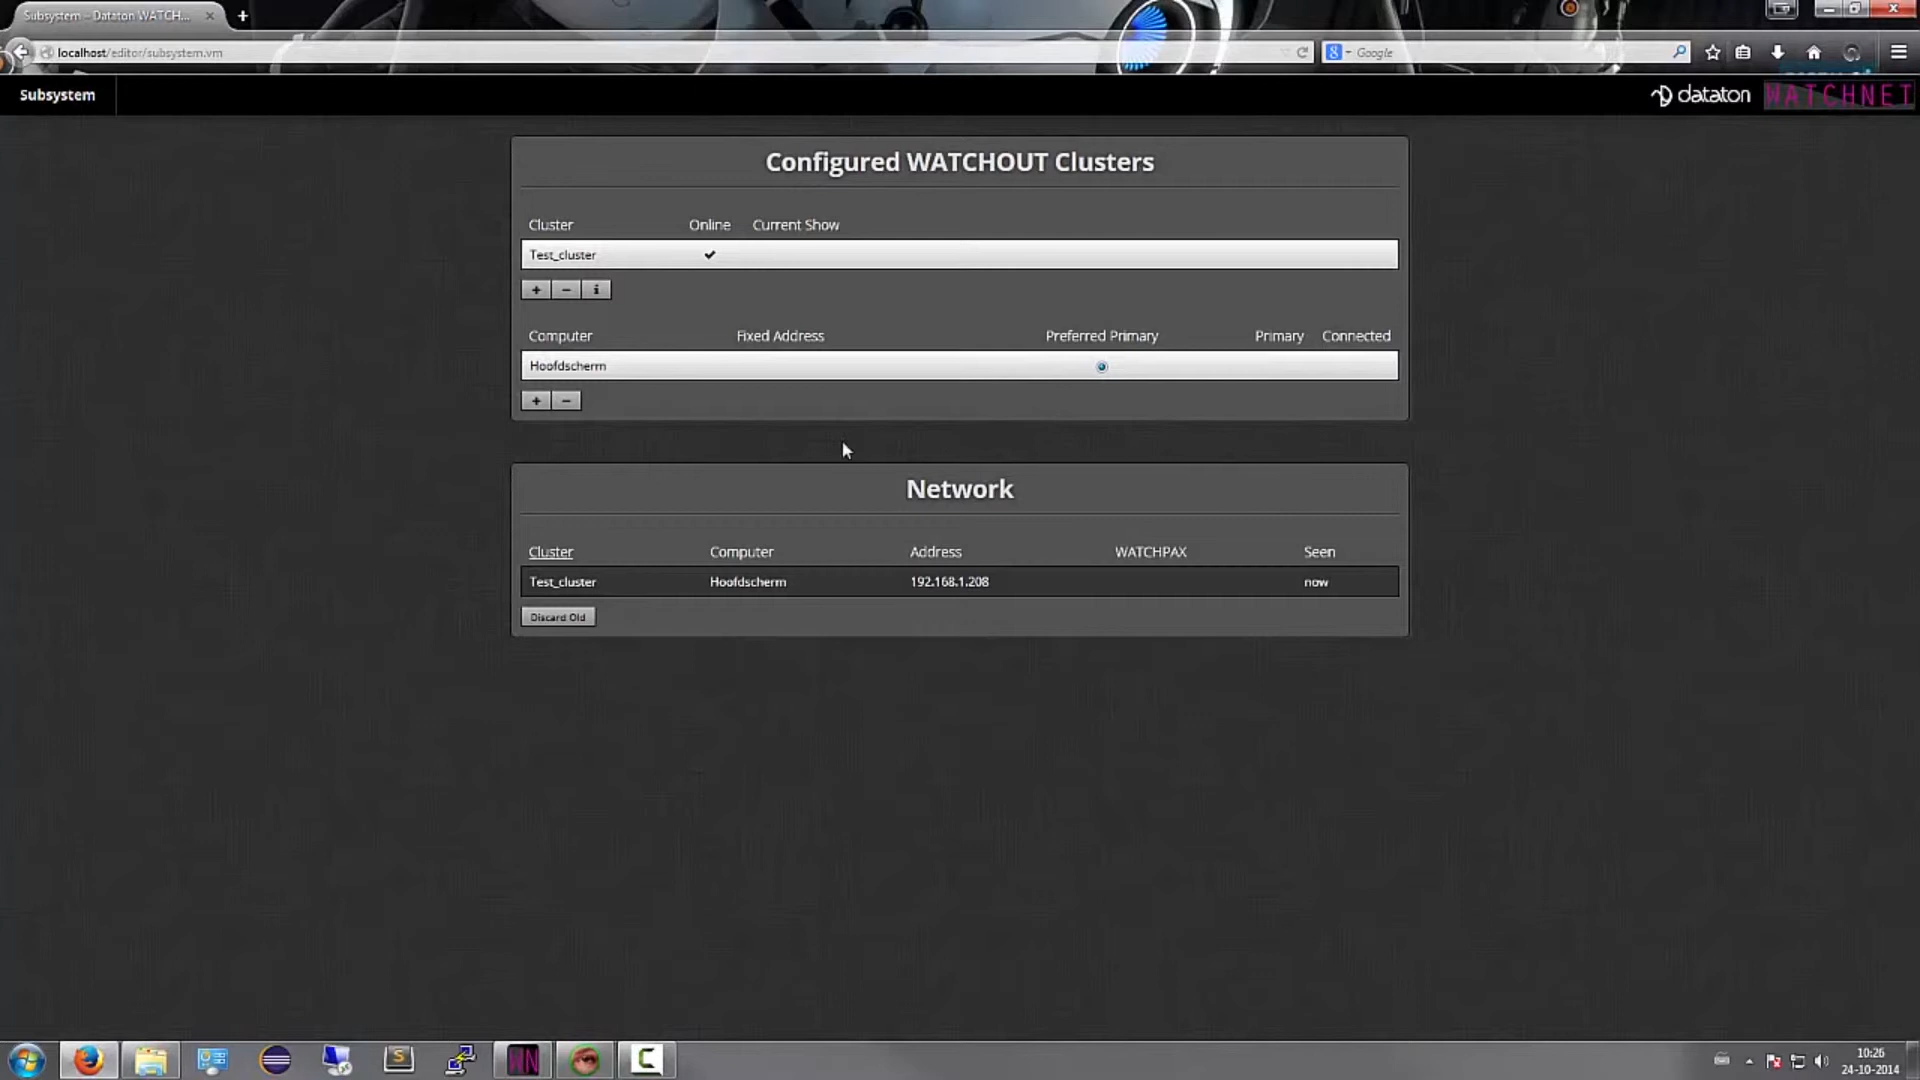 Subsystem – Dataton WATCH...
localhost/editor/subsystem.vm
Google
Subsystem
dataton WATCHNET
Configured WATCHOUT Clusters
Cluster Online Current Show
Test_cluster
Computer Fixed Address Preferred Primary Primary Connected
Hoofdscherm
Network
Cluster Computer Address WATCHPAX Seen
Test_cluster Hoofdscherm 192.168.1.208 now
Discard Old
10:26
24-10-2014